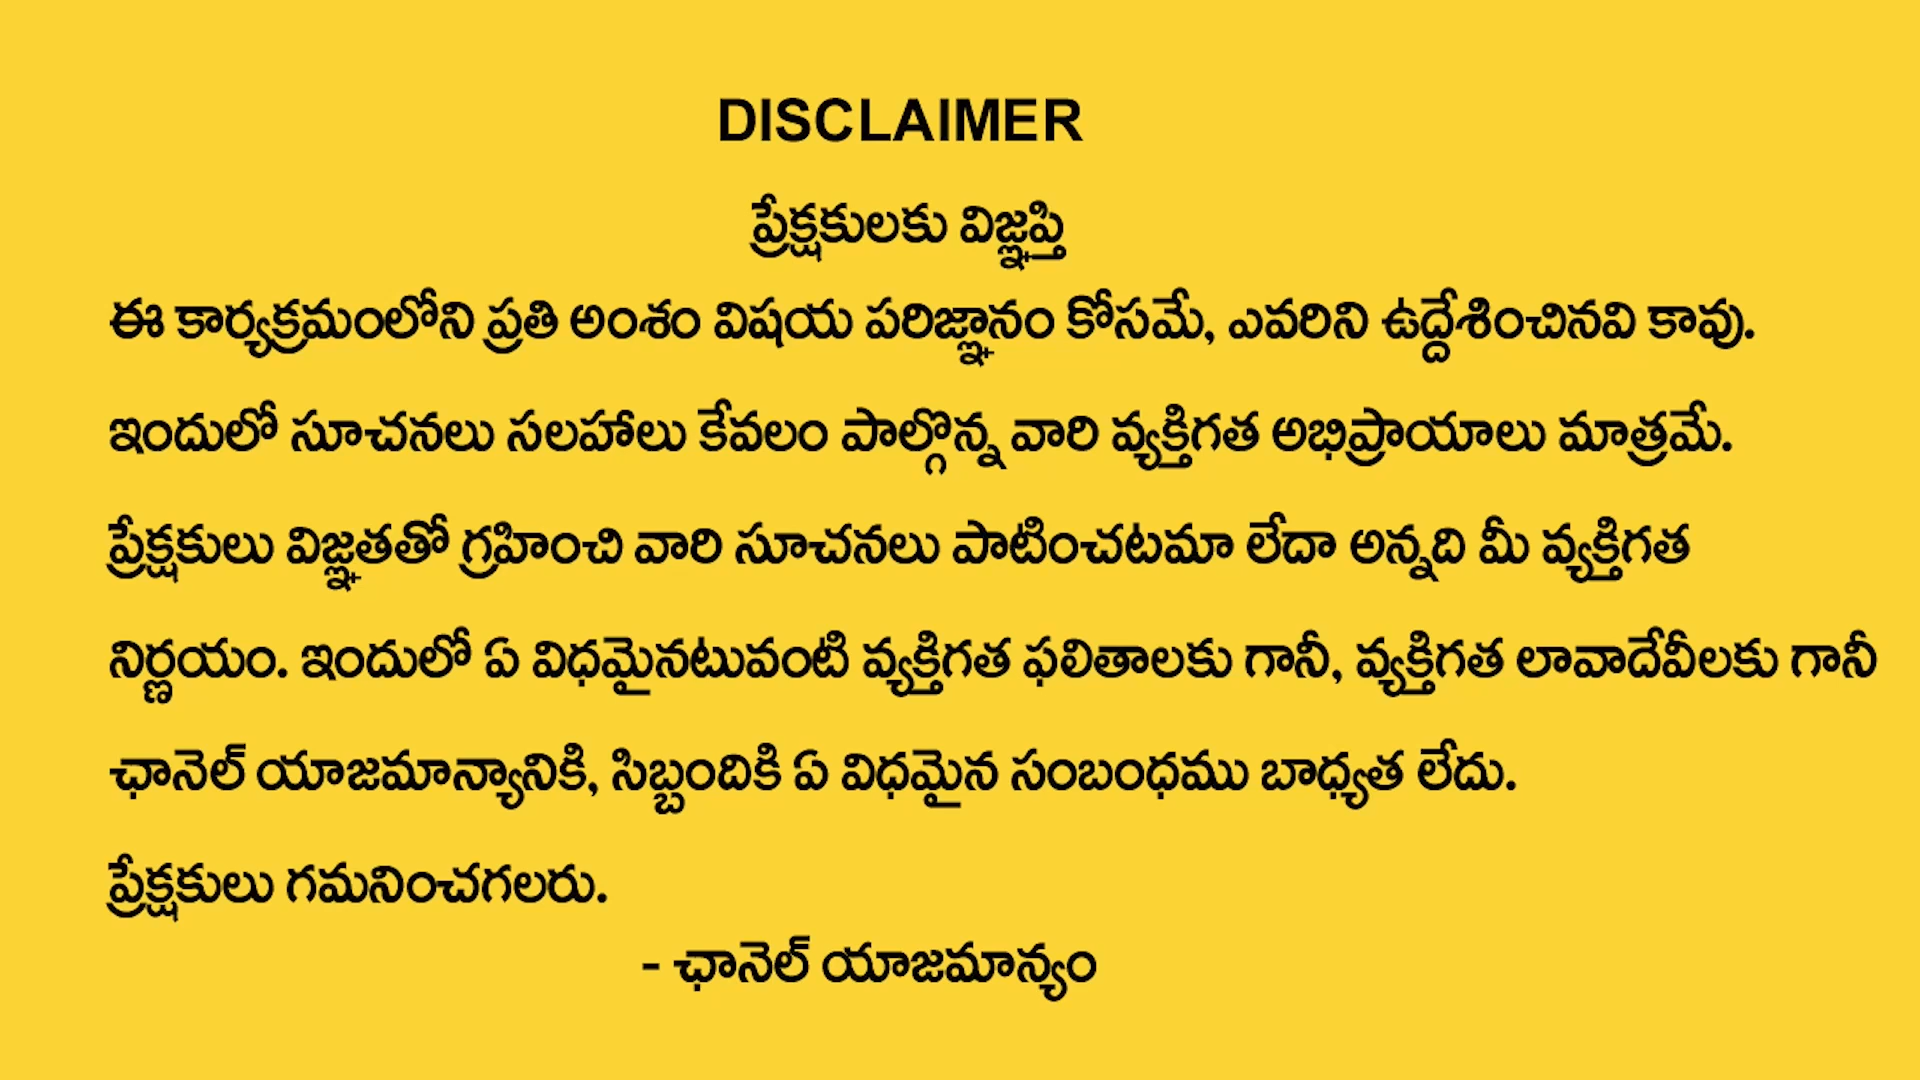 DISCLAIMER
ప్రేక్షకులకు విజ్ఞప్తి
ఈ కార్యక్రమంలోని ప్రతి అంశం విషయ పరిజ్ఞానం కోసమే, ఎవరిని ఉద్దేశించినవి కావు.
ఇందులో సూచనలు సలహాలు కేవలం పాల్గొన్న వారి వ్యక్తిగత అభిప్రాయాలు మాత్రమే.
ప్రేక్షకులు విజ్ఞతతో గ్రహించి వారి సూచనలు పాటించటమా లేదా అన్నది మీ వ్యక్తిగత
నిర్ణయం. ఇందులో ఏ విధమైనటువంటి వ్యక్తిగత ఫలితాలకు గానీ, వ్యక్తిగత లావాదేవీలకు గానీ
ఛానెల్ యాజమాన్యానికి, సిబ్బందికి ఏ విధమైన సంబంధము బాధ్యత లేదు.
ప్రేక్షకులు గమనించగలరు.
- ఛానెల్ యాజమాన్యం